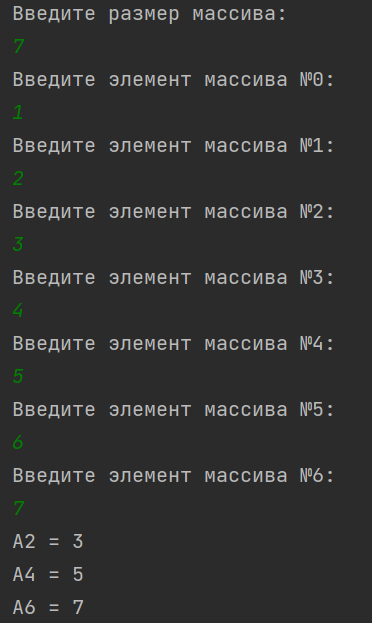 Введите размер массива:
7
Введите элемент массива №0:
1
Введите элемент массива №1:
2
Введите элемент массива №2:
3
Введите элемент массива №3:
4
Введите элемент массива №4:
5
Введите элемент массива №5:
6
Введите элемент массива №6:
7
A2 = 3
A4 = 5
A6 = 7